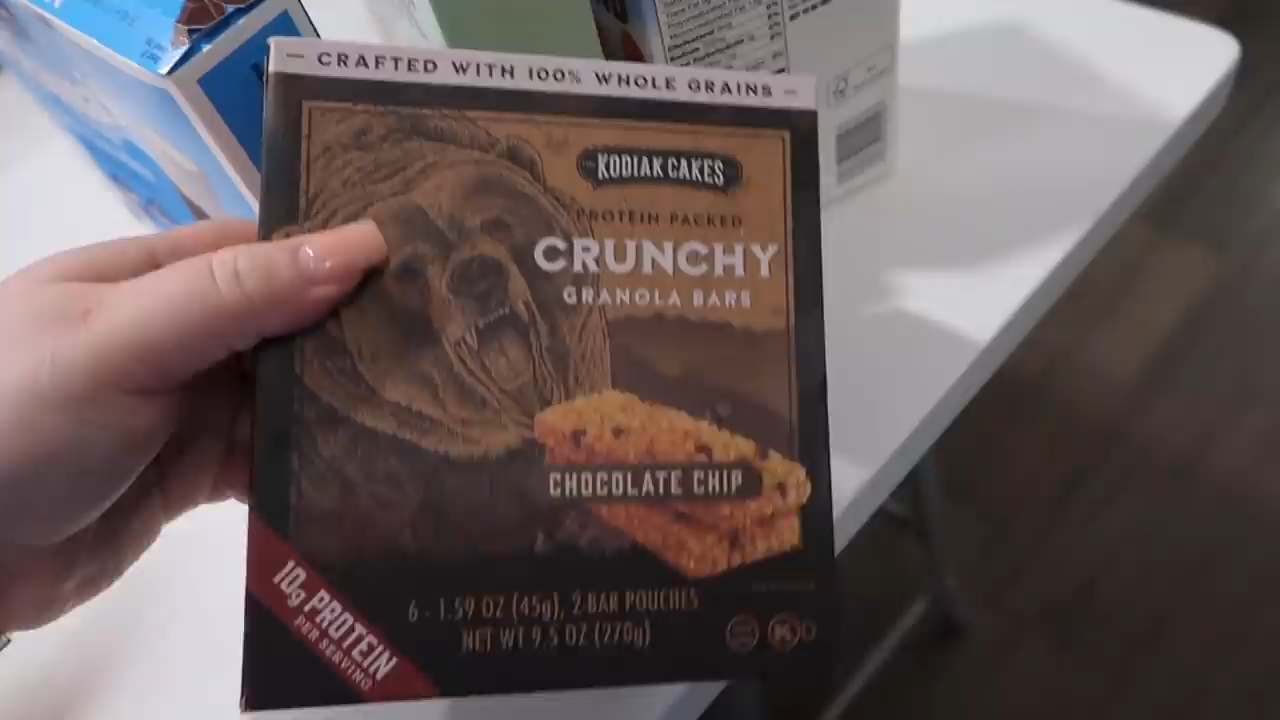 — CRAFTED WITH 100% WHOLE GRAINS —
KODIAK CAKES
PROTEIN PACKED
CRUNCHY
GRANOLA BARS
CHOCOLATE CHIP
10g PROTEIN
PER SERVING
6 - 1.59 OZ (45g), 2 BAR POUCHES
NET WT 9.5 OZ (270g)